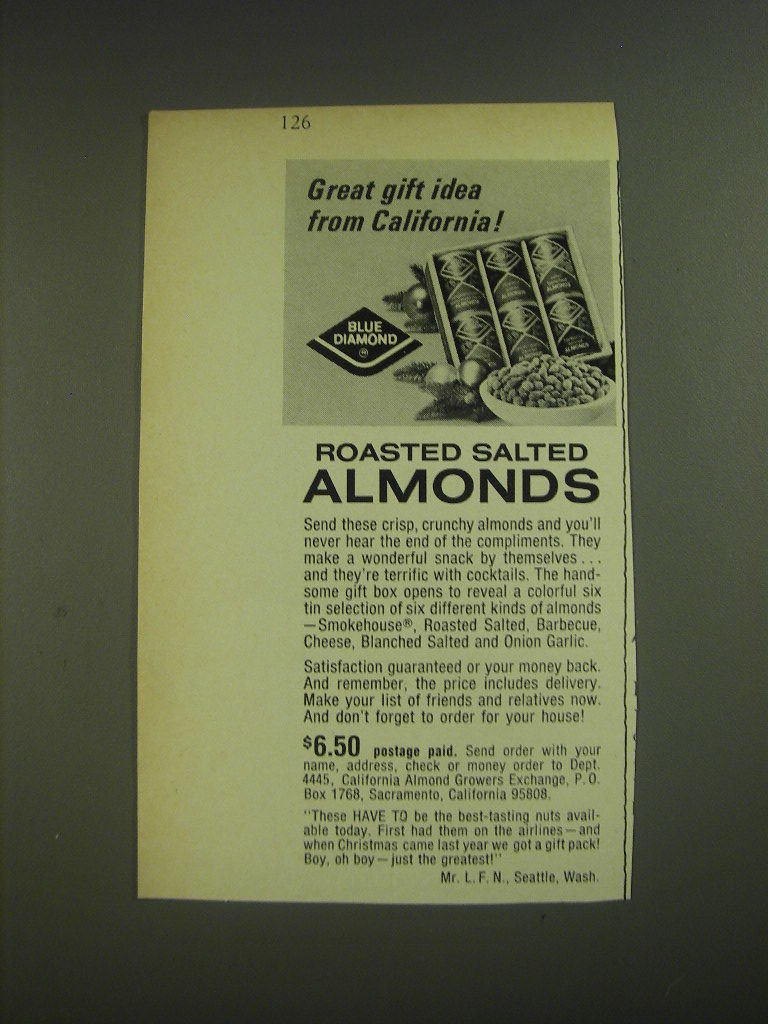 126
Great gift idea
from California!
BLUE
DIAMOND
®
ALMONDS
ALMONDS
ALMONDS
ROASTED SALTED
ALMONDS
Send these crisp, crunchy almonds and you'll
never hear the end of the compliments. They
make a wonderful snack by themselves...
and they're terrific with cocktails. The hand-
some gift box opens to reveal a colorful six
tin selection of six different kinds of almonds
—Smokehouse®, Roasted Salted, Barbecue,
Cheese, Blanched Salted and Onion Garlic.
Satisfaction guaranteed or your money back.
And remember, the price includes delivery.
Make your list of friends and relatives now.
And don't forget to order for your house!
$6.50 postage paid. Send order with your
name, address, check or money order to Dept.
4445, California Almond Growers Exchange, P.O.
Box 1768, Sacramento, California 95808.
"These HAVE TO be the best-tasting nuts avail-
able today. First had them on the airlines—and
when Christmas came last year we got a gift pack!
Boy, oh boy—just the greatest!"
Mr. L. F. N., Seattle, Wash.